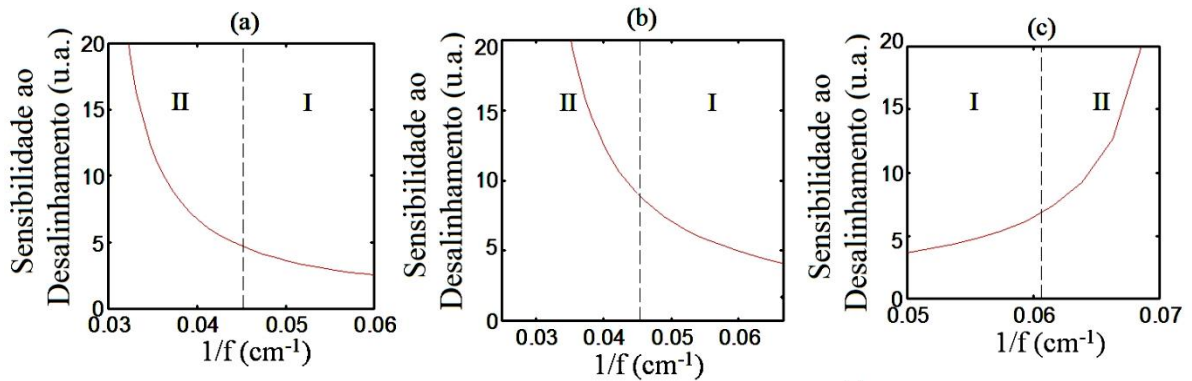 (a)
Sensibilidade ao
Desalinhamento (u.a.)
20
15
10
5
0
II
I
0.03
0.04
0.05
0.06
1/f (cm⁻¹)
(b)
Sensibilidade ao
Desalinhamento (u.a.)
20
15
10
5
0
II
I
0.03
0.04
0.05
0.06
1/f (cm⁻¹)
(c)
Sensibilidade ao
Desalinhamento (u.a.)
20
15
10
5
0
I
II
0.05
0.06
0.07
1/f (cm⁻¹)